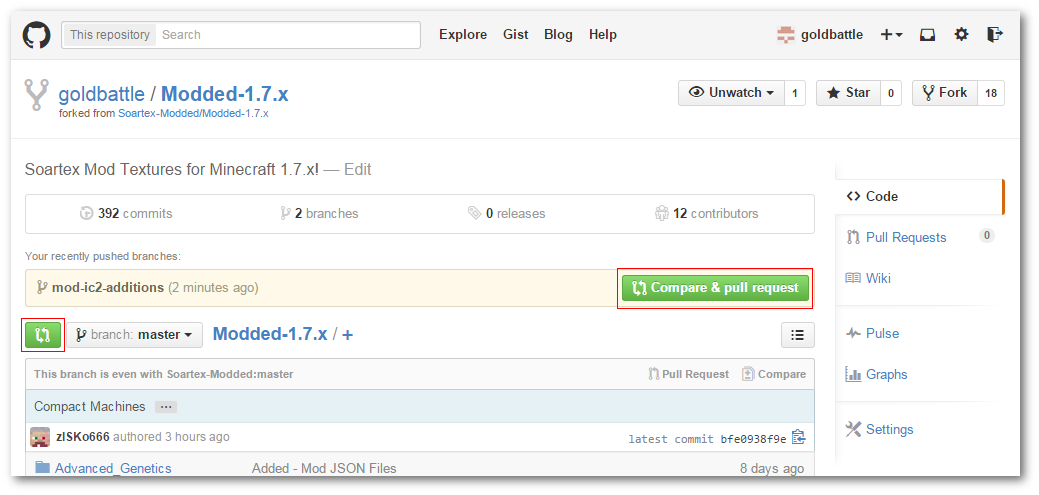 This repository Search Explore Gist Blog Help goldbattle
goldbattle / Modded-1.7.x Unwatch 1 Star 0 Fork 18
forked from Soartex-Modded/Modded-1.7.x
Soartex Mod Textures for Minecraft 1.7.x! — Edit
392 commits 2 branches 0 releases 12 contributors
Your recently pushed branches:
mod-ic2-additions (2 minutes ago) Compare & pull request
branch: master Modded-1.7.x / +
This branch is even with Soartex-Modded:master Pull Request Compare
Compact Machines ...
zlSKo666 authored 3 hours ago latest commit bfe0938f9e
Advanced_Genetics Added - Mod JSON Files 8 days ago
Code
Pull Requests 0
Wiki
Pulse
Graphs
Settings